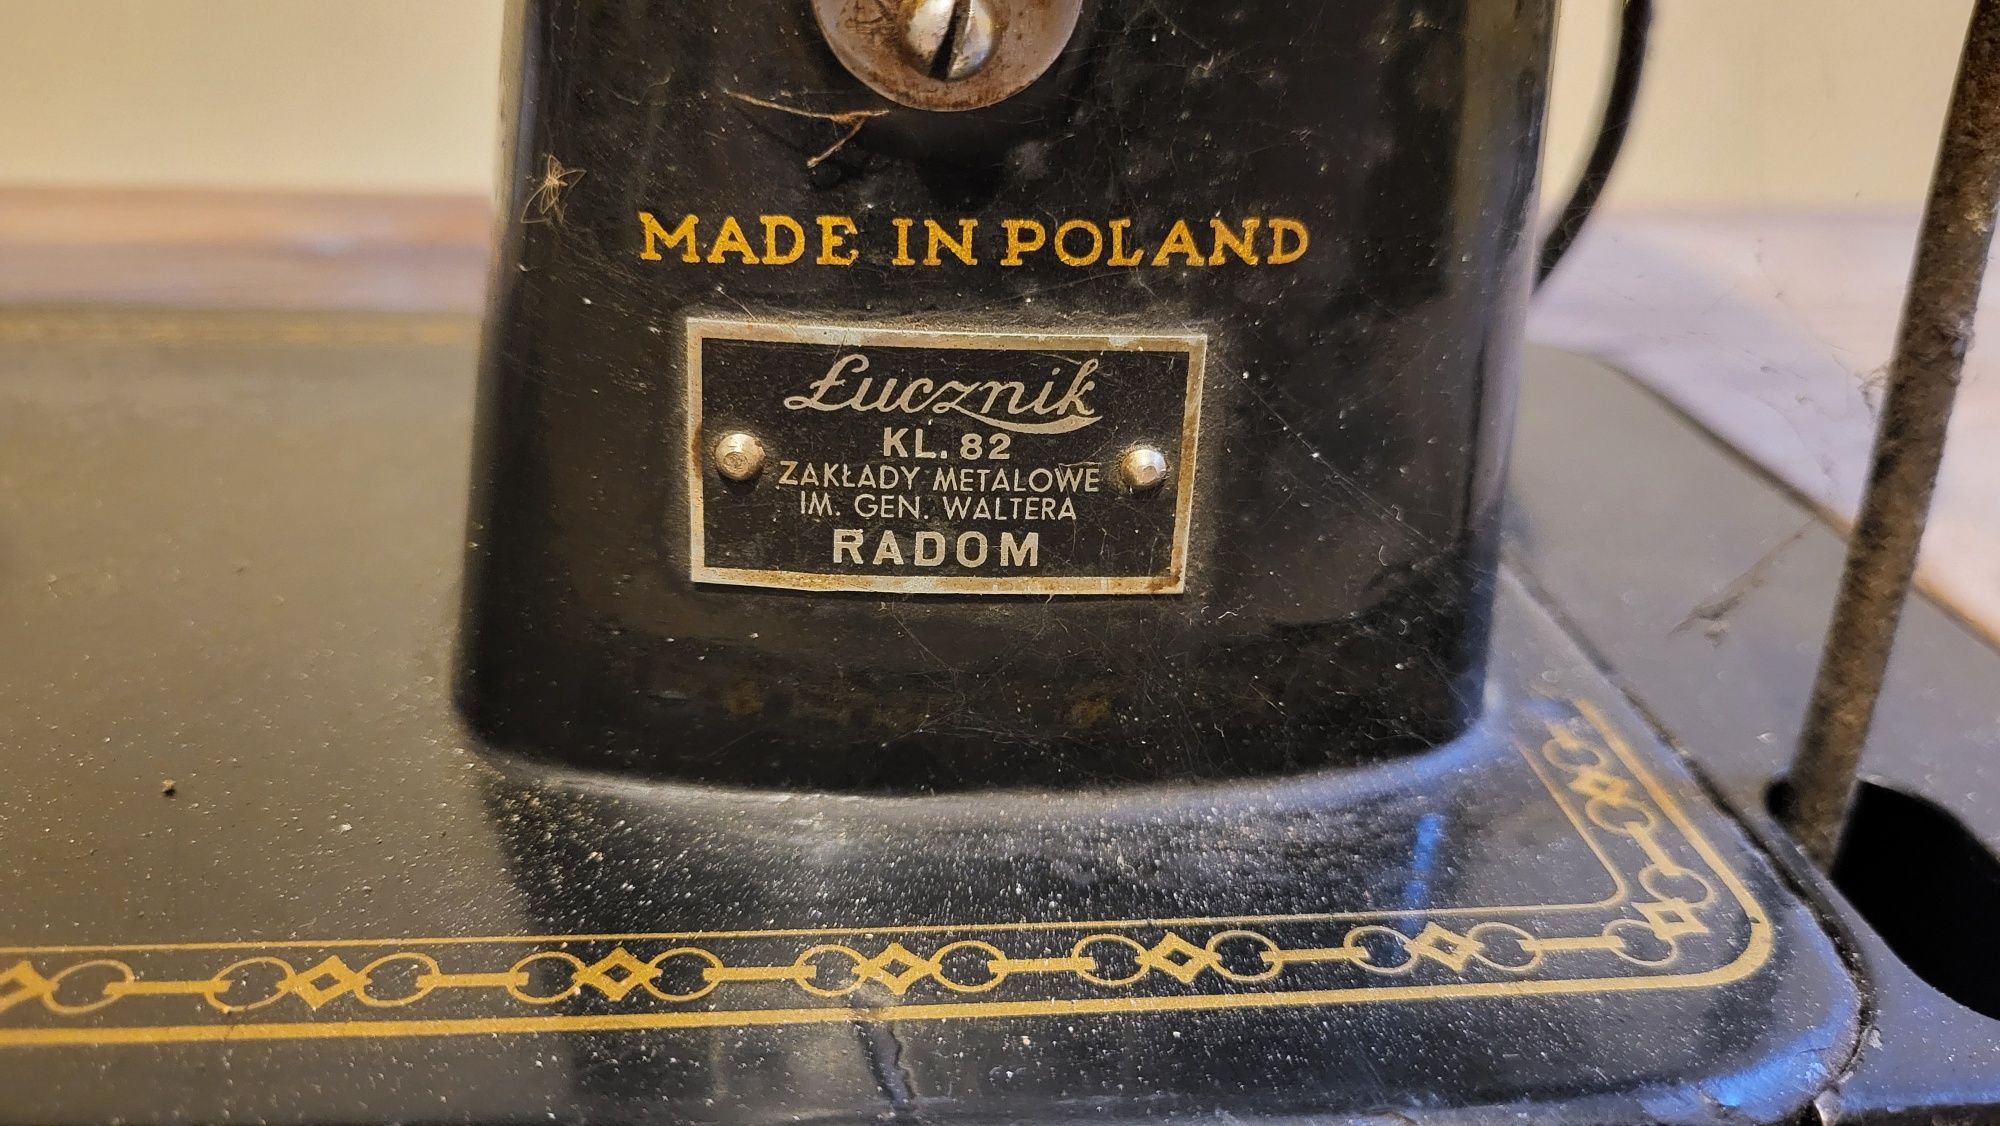 MADE IN POLAND
Łucznik
KL. 82
ZAKŁADY METALOWE
IM. GEN. WALTERA
RADOM